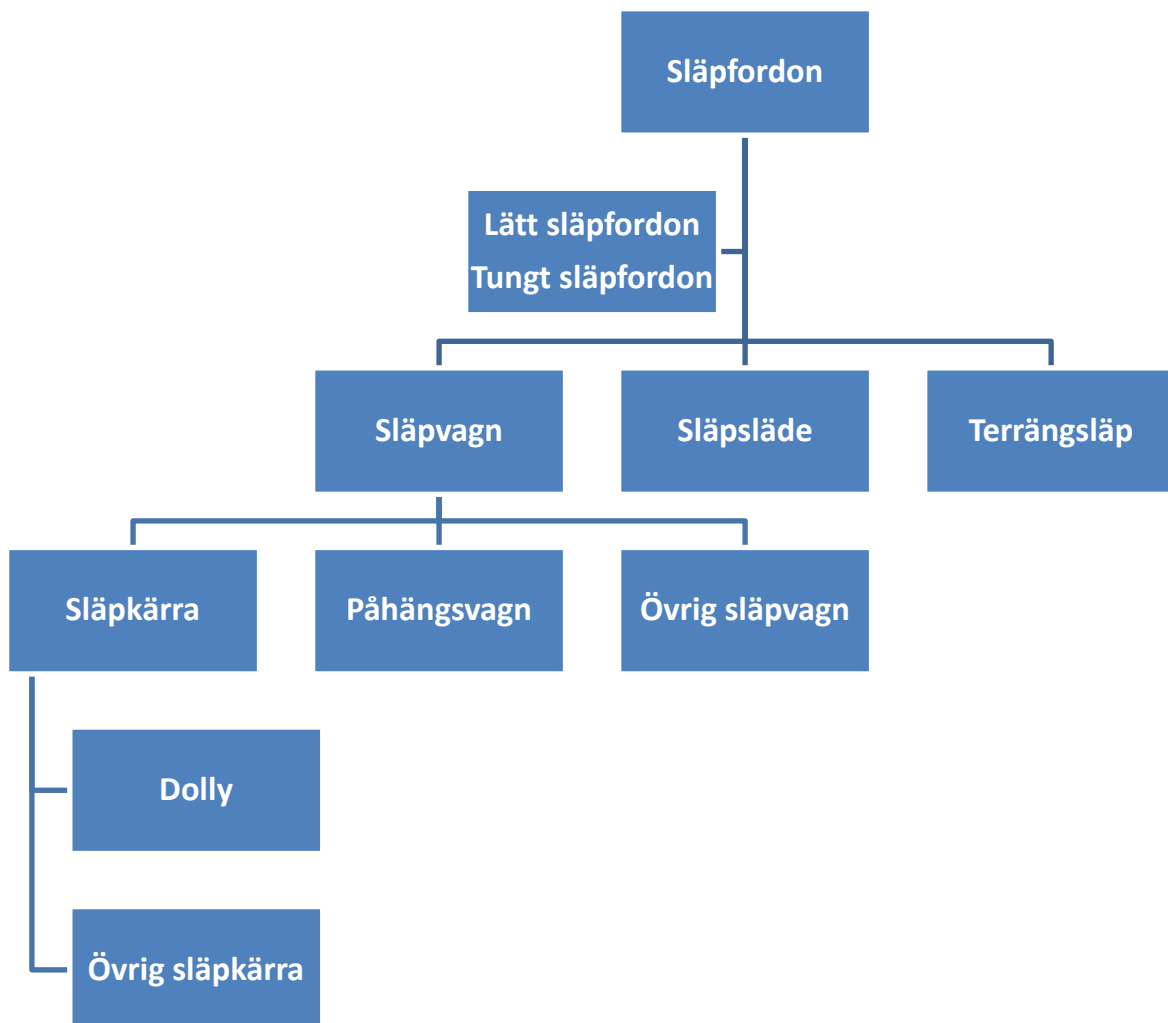 Släpfordon
Lätt släpfordon
Tungt släpfordon
Släpvagn
Släpsläde
Terrängsläp
Släpkärra
Påhängsvagn
Övrig släpvagn
Dolly
Övrig släpkärra